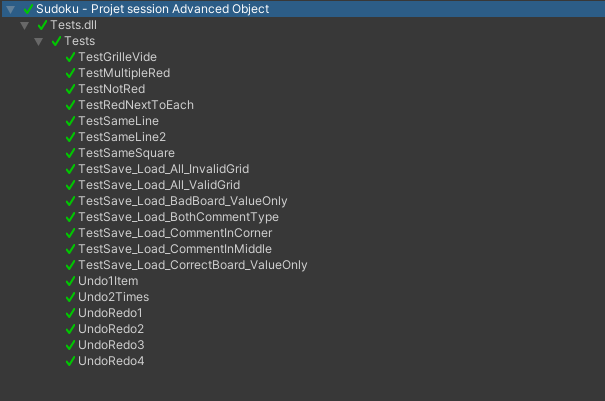 Sudoku - Projet session Advanced Object
Tests.dll
Tests
TestGrilleVide
TestMultipleRed
TestNotRed
TestRedNextToEach
TestSameLine
TestSameLine2
TestSameSquare
TestSave_Load_All_InvalidGrid
TestSave_Load_All_ValidGrid
TestSave_Load_BadBoard_ValueOnly
TestSave_Load_BothCommentType
TestSave_Load_CommentInCorner
TestSave_Load_CommentInMiddle
TestSave_Load_CorrectBoard_ValueOnly
Undo1Item
Undo2Times
UndoRedo1
UndoRedo2
UndoRedo3
UndoRedo4